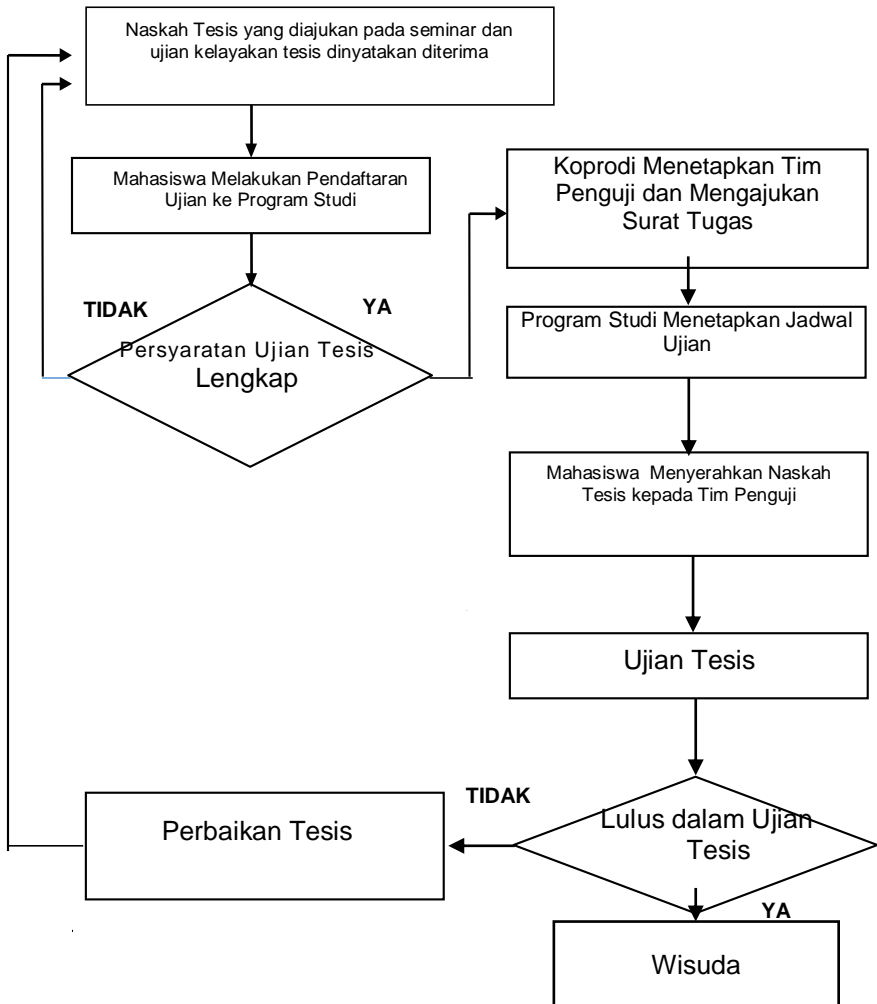 Naskah Tesis yang diajukan pada seminar dan
ujian kelayakan tesis dinyatakan diterima
Mahasiswa Melakukan Pendaftaran
Ujian ke Program Studi
TIDAK
YA
Persyaratan Ujian Tesis
Lengkap
Koprodi Menetapkan Tim
Penguji dan Mengajukan
Surat Tugas
Program Studi Menetapkan Jadwal
Ujian
Mahasiswa Menyerahkan Naskah
Tesis kepada Tim Penguji
Ujian Tesis
Lulus dalam Ujian
Tesis
TIDAK
Perbaikan Tesis
YA
Wisuda